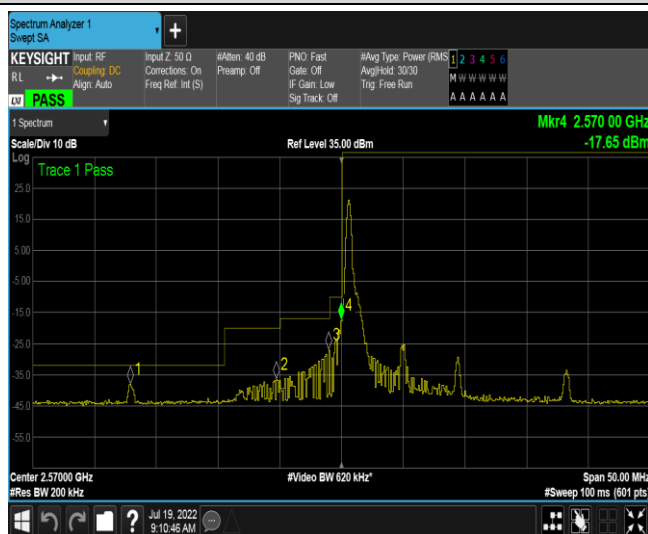 Spectrum Analyzer 1
Swept SA
+
KEYSIGHT
RL
LXI PASS
Input: RF
Coupling: DC
Align: Auto
Input Z: 50 Ω
Corrections: On
Freq Ref: Int (S)
#Atten: 40 dB
Preamp: Off
PNO: Fast
Gate: Off
IF Gain: Low
Sig Track: Off
#Avg Type: Power (RMS
Avg|Hold: 30/30
Trig: Free Run
1 2 3 4 5 6
M W W W W W
A A A A A A
1 Spectrum
Scale/Div 10 dB
Ref Level 35.00 dBm
Mkr4 2.570 00 GHz
-17.65 dBm
Log
Trace 1 Pass
25.0
15.0
5.00
-5.00
-15.0
-25.0
-35.0
-45.0
-55.0
1
2
3
4
Center 2.57000 GHz
#Res BW 200 kHz
#Video BW 620 kHz*
Span 50.00 MHz
#Sweep 100 ms (601 pts)
?
Jul 19, 2022
9:10:46 AM